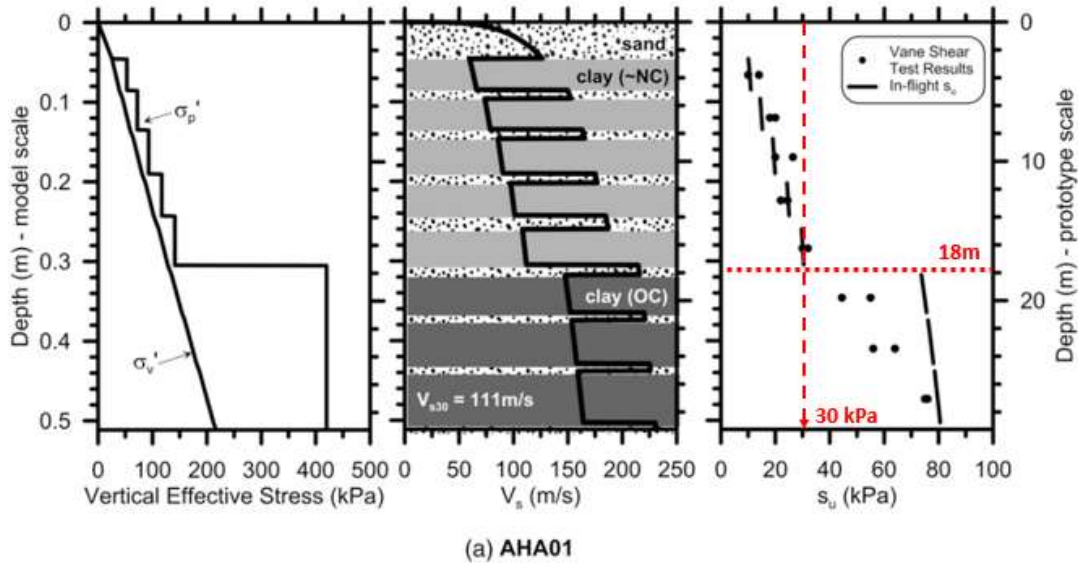 0
0.1
0.2
0.3
0.4
0.5
Depth (m) - model scale
σp'
σv'
0 100 200 300 400 500
Vertical Effective Stress (kPa)
sand
clay (~NC)
clay (OC)
Vs30 = 111m/s
0 50 100 150 200 250
Vs (m/s)
Vane Shear
Test Results
In-flight su
18m
30 kPa
0
10
20
Depth (m) - prototype scale
0 20 40 60 80 100
su (kPa)
(a) AHA01